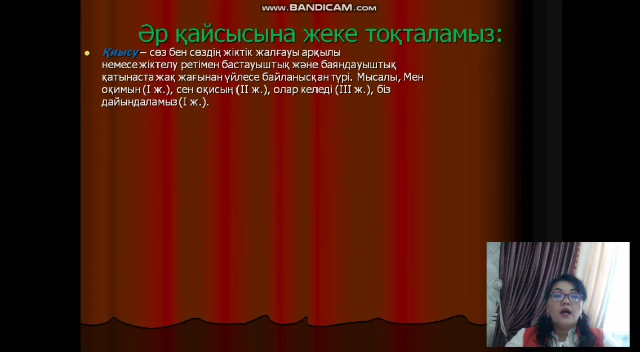 www.BANDICAM.com
Әр қайсысына жеке тоқталамыз:
Қиысу – сөз бен сөздің жіктік жалғауы арқылы
немесе жіктелу ретімен бастауыштық және баяндауыштық
қатынаста жақ жағынан үйлесе байланысқан түрі. Мысалы, Мен
оқимын (І ж.), сен оқисың (ІІ ж.), олар келеді (ІІІ ж.), біз
дайындаламыз (І ж.).